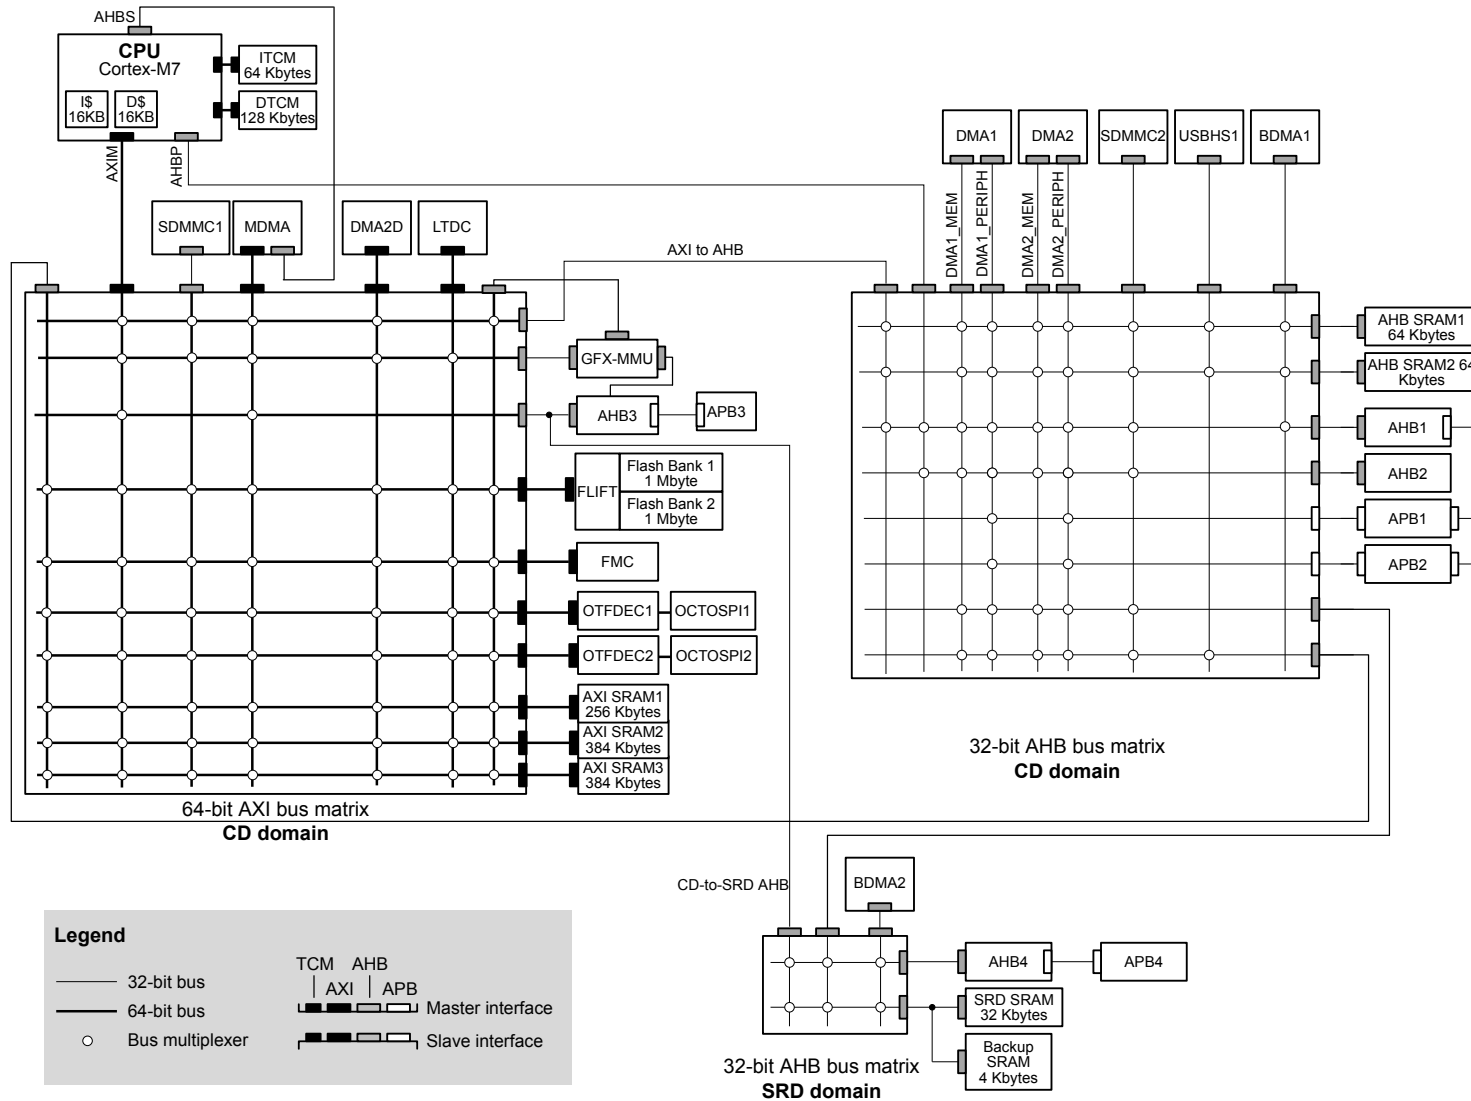 AHBS
CPU
Cortex-M7
I$
16KB
D$
16KB
ITCM
64 Kbytes
DTCM
128 Kbytes
AXIM
AHBP
SDMMC1
MDMA
DMA2D
LTDC
AXI to AHB
DMA1
DMA2
SDMMC2
USBHS1
BDMA1
DMA1_MEM
DMA1_PERIPH
DMA2_MEM
DMA2_PERIPH
GFX-MMU
AHB3
APB3
FLIFT
Flash Bank 1
1 Mbyte
Flash Bank 2
1 Mbyte
FMC
OTFDEC1
OCTOSPI1
OTFDEC2
OCTOSPI2
AXI SRAM1
256 Kbytes
AXI SRAM2
384 Kbytes
AXI SRAM3
384 Kbytes
64-bit AXI bus matrix
CD domain
AHB SRAM1
64 Kbytes
AHB SRAM2 64
Kbytes
AHB1
AHB2
APB1
APB2
32-bit AHB bus matrix
CD domain
CD-to-SRD AHB
BDMA2
AHB4
APB4
SRD SRAM
32 Kbytes
Backup
SRAM
4 Kbytes
32-bit AHB bus matrix
SRD domain
Legend
32-bit bus
64-bit bus
Bus multiplexer
TCM
AHB
AXI
APB
Master interface
Slave interface